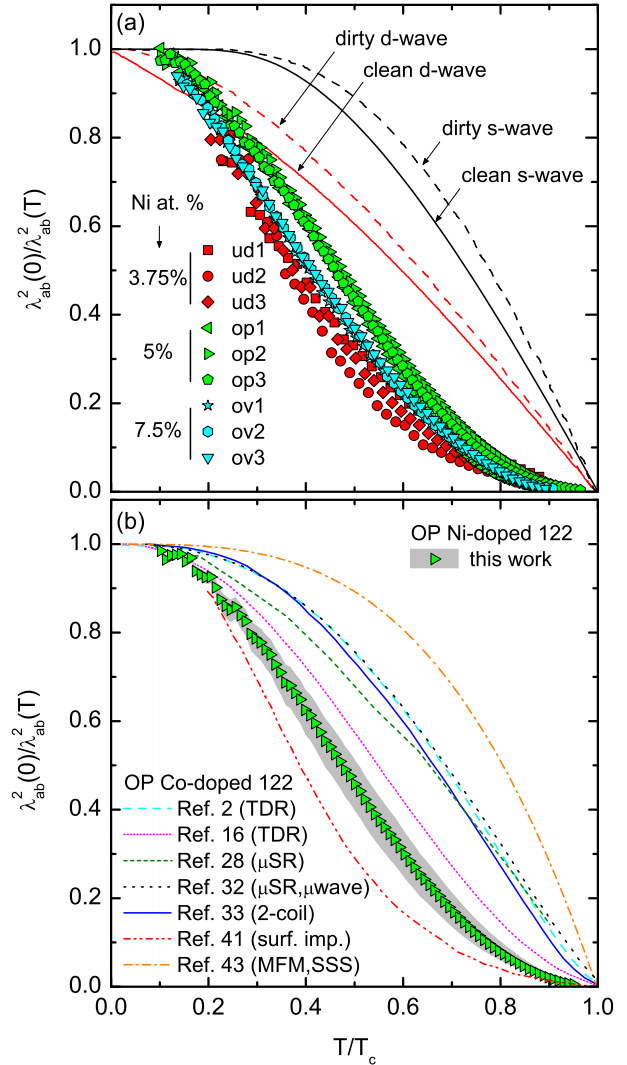 (a)
dirty d-wave
clean d-wave
dirty s-wave
clean s-wave
1.0
0.8
0.6
0.4
0.2
0.0
λ²ab(0)/λ²ab(T)
Ni at. %
3.75%
ud1
ud2
ud3
5%
op1
op2
op3
7.5%
ov1
ov2
ov3
(b)
OP Ni-doped 122
this work
1.0
0.8
0.6
0.4
0.2
0.0
λ²ab(0)/λ²ab(T)
OP Co-doped 122
Ref. 2 (TDR)
Ref. 16 (TDR)
Ref. 28 (μSR)
Ref. 32 (μSR,μwave)
Ref. 33 (2-coil)
Ref. 41 (surf. imp.)
Ref. 43 (MFM,SSS)
0.0 0.2 0.4 0.6 0.8 1.0
T/Tc